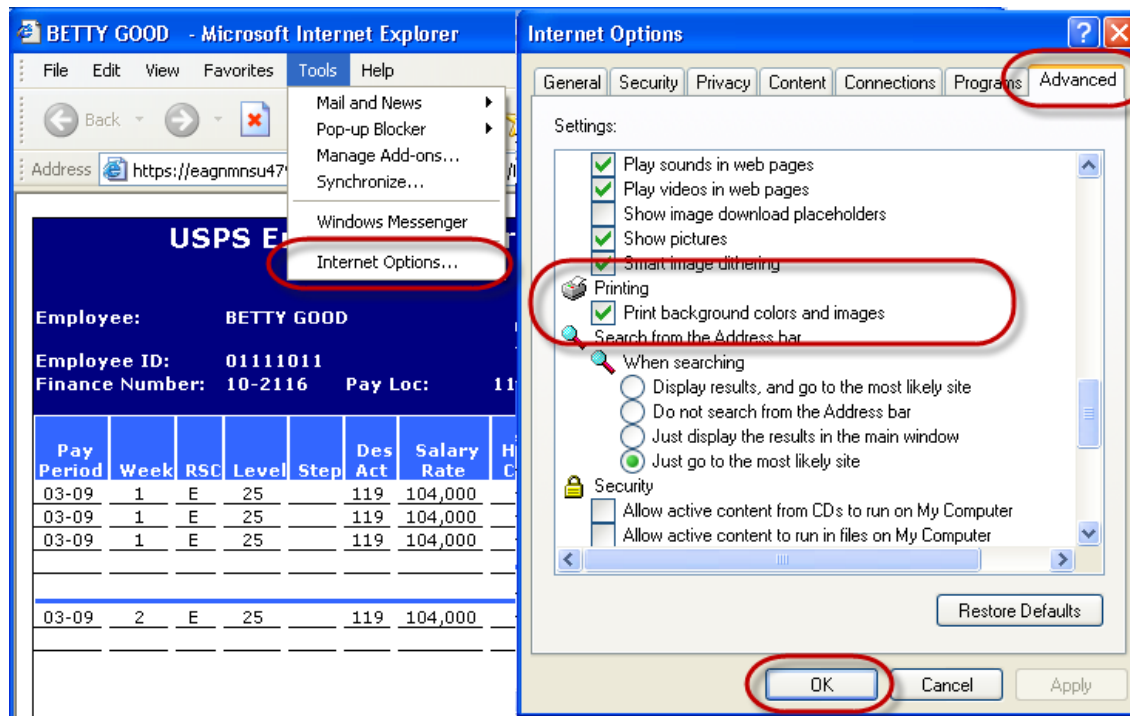 BETTY GOOD - Microsoft Internet Explorer
File Edit View Favorites Tools Help
Back
Address https://eagnmnsu47
Mail and News
Pop-up Blocker
Manage Add-ons...
Synchronize...
Windows Messenger
Internet Options...
USPS
Employee: BETTY GOOD
Employee ID: 01111011
Finance Number: 10-2116 Pay Loc: 11
Pay Period Week RSC Level Step Des Act Salary Rate
03-09 1 E 25 119 104,000
03-09 1 E 25 119 104,000
03-09 1 E 25 119 104,000
03-09 2 E 25 119 104,000
Internet Options
General Security Privacy Content Connections Programs Advanced
Settings:
Play sounds in web pages
Play videos in web pages
Show image download placeholders
Show pictures
Smart image dithering
Printing
Print background colors and images
Search from the Address bar
When searching
Display results, and go to the most likely site
Do not search from the Address bar
Just display the results in the main window
Just go to the most likely site
Security
Allow active content from CDs to run on My Computer
Allow active content to run in files on My Computer
Restore Defaults
OK Cancel Apply